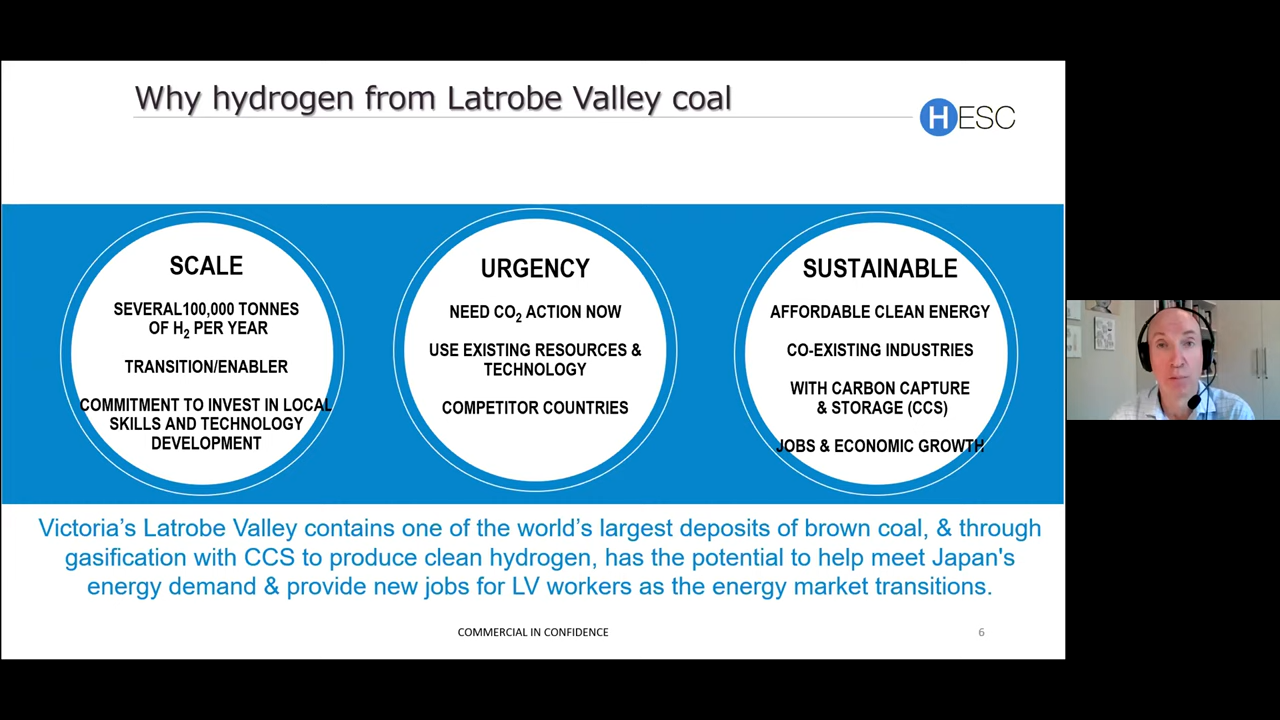 Why hydrogen from Latrobe Valley coal
HESC
SCALE
SEVERAL100,000 TONNES
OF H₂ PER YEAR
TRANSITION/ENABLER
COMMITMENT TO INVEST IN LOCAL
SKILLS AND TECHNOLOGY
DEVELOPMENT
URGENCY
NEED CO₂ ACTION NOW
USE EXISTING RESOURCES &
TECHNOLOGY
COMPETITOR COUNTRIES
SUSTAINABLE
AFFORDABLE CLEAN ENERGY
CO-EXISTING INDUSTRIES
WITH CARBON CAPTURE
& STORAGE (CCS)
JOBS & ECONOMIC GROWTH
Victoria’s Latrobe Valley contains one of the world’s largest deposits of brown coal, & through
gasification with CCS to produce clean hydrogen, has the potential to help meet Japan's
energy demand & provide new jobs for LV workers as the energy market transitions.
COMMERCIAL IN CONFIDENCE
6